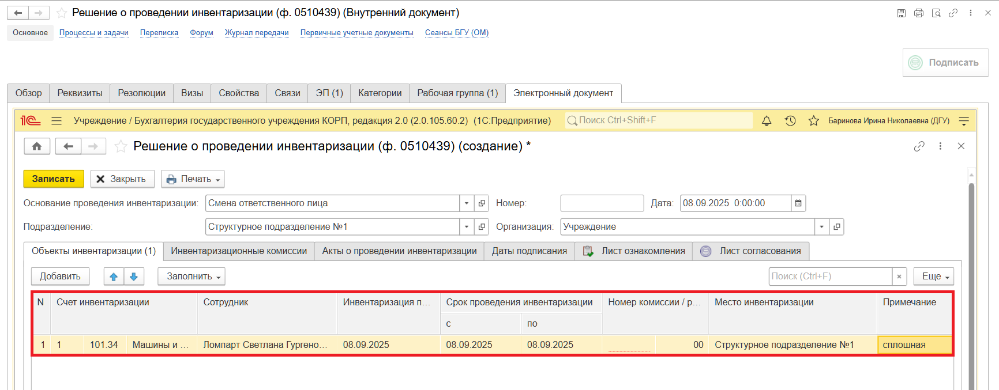 Решение о проведении инвентаризации (ф. 0510439) (Внутренний документ)
Основное Процессы и задачи Переписка Форум Журнал передачи Первичные учетные документы Сеансы БГУ (ОМ)
Подписать
Обзор Реквизиты Резолюции Визы Свойства Связи ЭП (1) Категории Рабочая группа (1) Электронный документ
1С Учреждение / Бухгалтерия государственного учреждения КОРП, редакция 2.0 (2.0.105.60.2) (1С:Предприятие) Поиск Ctrl+Shift+F Баринова Ирина Николаевна (ДГУ)
Решение о проведении инвентаризации (ф. 0510439) (создание) *
Записать Закрыть Печать
Основание проведения инвентаризации: Смена ответственного лица Номер: Дата: 08.09.2025 0:00:00
Подразделение: Структурное подразделение №1 Организация: Учреждение
Объекты инвентаризации (1) Инвентаризационные комиссии Акты о проведении инвентаризации Даты подписания Лист ознакомления Лист согласования
Добавить Заполнить Поиск (Ctrl+F) × Еще
N Счет инвентаризации Сотрудник Инвентаризация п... Срок проведения инвентаризации Номер комиссии / р... Место инвентаризации Примечание
с по
1 1 101.34 Машины и ... Ломпарт Светлана Гургено... 08.09.2025 08.09.2025 08.09.2025 00 Структурное подразделение №1 сплошная